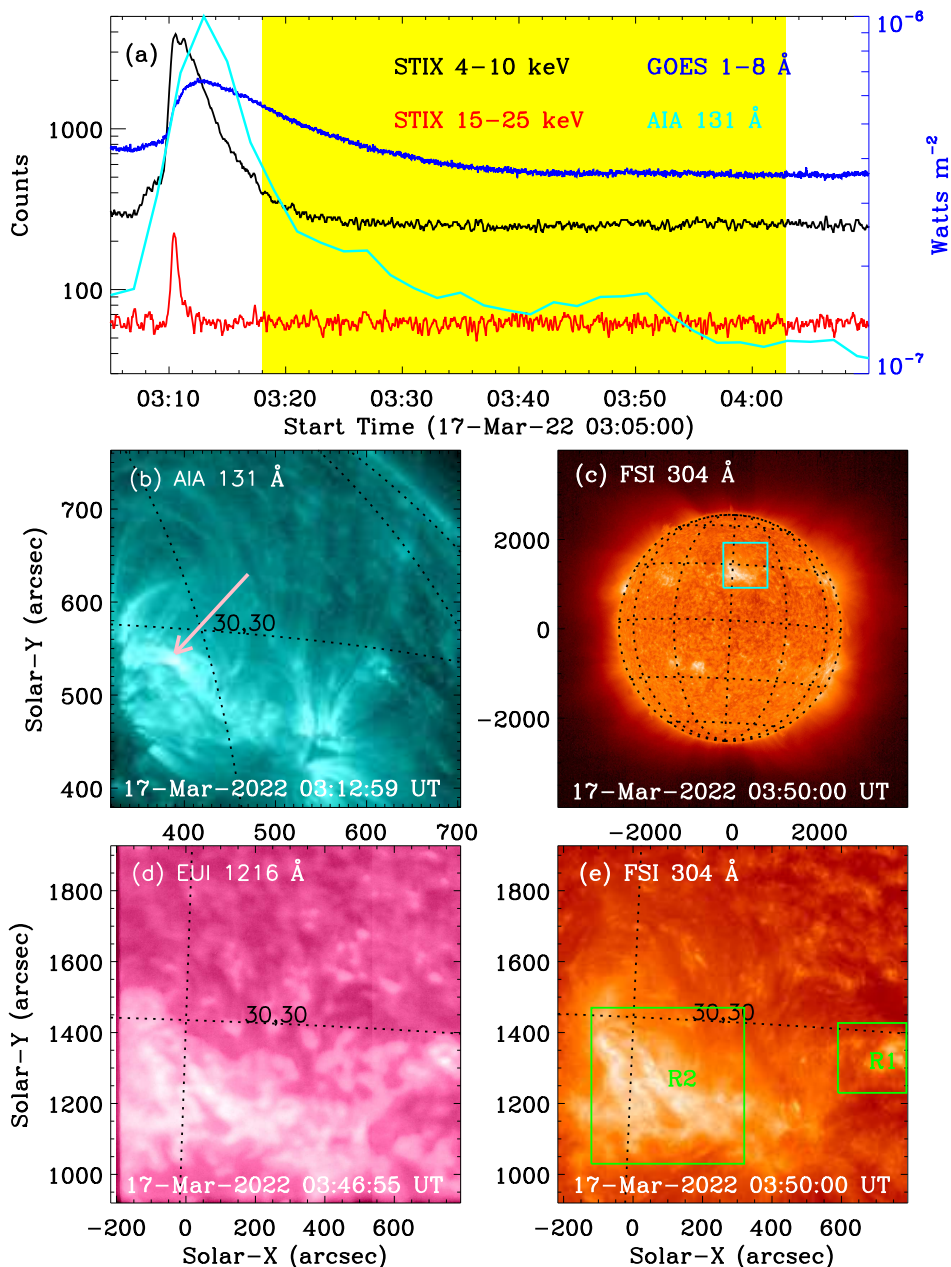 (a)
STIX 4−10 keV
GOES 1−8 Å
STIX 15−25 keV
AIA 131 Å
1000
100
Counts
10^-6
10^-7
Watts m^-2
03:10 03:20 03:30 03:40 03:50 04:00
Start Time (17−Mar−22 03:05:00)
(b) AIA 131 Å
30,30
17−Mar−2022 03:12:59 UT
700
600
500
400
Solar−Y (arcsec)
400 500 600 700
(c) FSI 304 Å
17−Mar−2022 03:50:00 UT
2000
0
−2000
−2000 0 2000
(d) EUI 1216 Å
30,30
17−Mar−2022 03:46:55 UT
1800
1600
1400
1200
1000
Solar−Y (arcsec)
−200 0 200 400 600
Solar−X (arcsec)
(e) FSI 304 Å
30,30
R2
R1
17−Mar−2022 03:50:00 UT
1800
1600
1400
1200
1000
−200 0 200 400 600
Solar−X (arcsec)